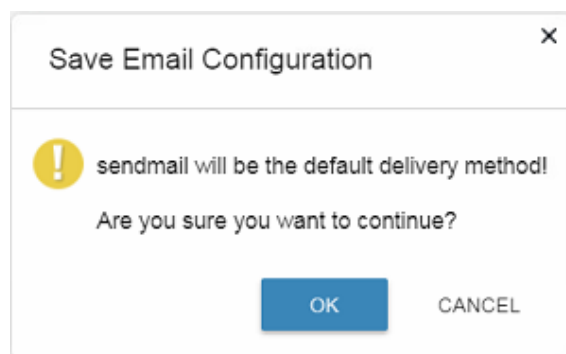 Save Email Configuration
sendmail will be the default delivery method!
Are you sure you want to continue?
OK CANCEL